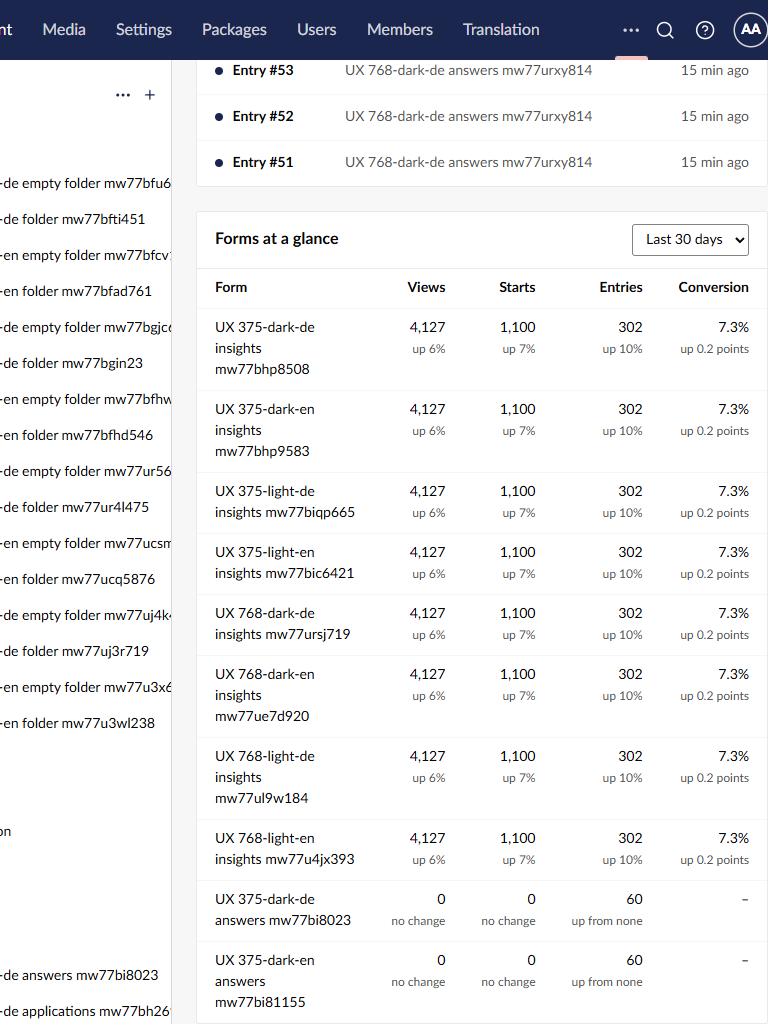 nt Media Settings Packages Users Members Translation ··· AA
Entry #53 UX 768-dark-de answers mw77urxy814 15 min ago
Entry #52 UX 768-dark-de answers mw77urxy814 15 min ago
Entry #51 UX 768-dark-de answers mw77urxy814 15 min ago
-de empty folder mw77bfu6
-de folder mw77bfti451
-en empty folder mw77bfcv
-en folder mw77bfad761
-de empty folder mw77bgjc
-de folder mw77bgin23
-en empty folder mw77bfhw
-en folder mw77bfhd546
-de empty folder mw77ur56
-de folder mw77ur4l475
-en empty folder mw77ucsm
-en folder mw77ucq5876
-de empty folder mw77uj4k
-de folder mw77uj3r719
-en empty folder mw77u3x6
-en folder mw77u3wl238
on
-de answers mw77bi8023
-de applications mw77bh26
Forms at a glance Last 30 days
Form Views Starts Entries Conversion
UX 375-dark-de 4,127 1,100 302 7.3%
insights up 6% up 7% up 10% up 0.2 points
mw77bhp8508
UX 375-dark-en 4,127 1,100 302 7.3%
insights up 6% up 7% up 10% up 0.2 points
mw77bhp9583
UX 375-light-de 4,127 1,100 302 7.3%
insights mw77biqp665 up 6% up 7% up 10% up 0.2 points
UX 375-light-en 4,127 1,100 302 7.3%
insights mw77bic6421 up 6% up 7% up 10% up 0.2 points
UX 768-dark-de 4,127 1,100 302 7.3%
insights mw77ursj719 up 6% up 7% up 10% up 0.2 points
UX 768-dark-en 4,127 1,100 302 7.3%
insights up 6% up 7% up 10% up 0.2 points
mw77ue7d920
UX 768-light-de 4,127 1,100 302 7.3%
insights up 6% up 7% up 10% up 0.2 points
mw77ul9w184
UX 768-light-en 4,127 1,100 302 7.3%
insights mw77u4jx393 up 6% up 7% up 10% up 0.2 points
UX 375-dark-de 0 0 60 –
answers mw77bi8023 no change no change up from none
UX 375-dark-en 0 0 60 –
answers no change no change up from none
mw77bi81155